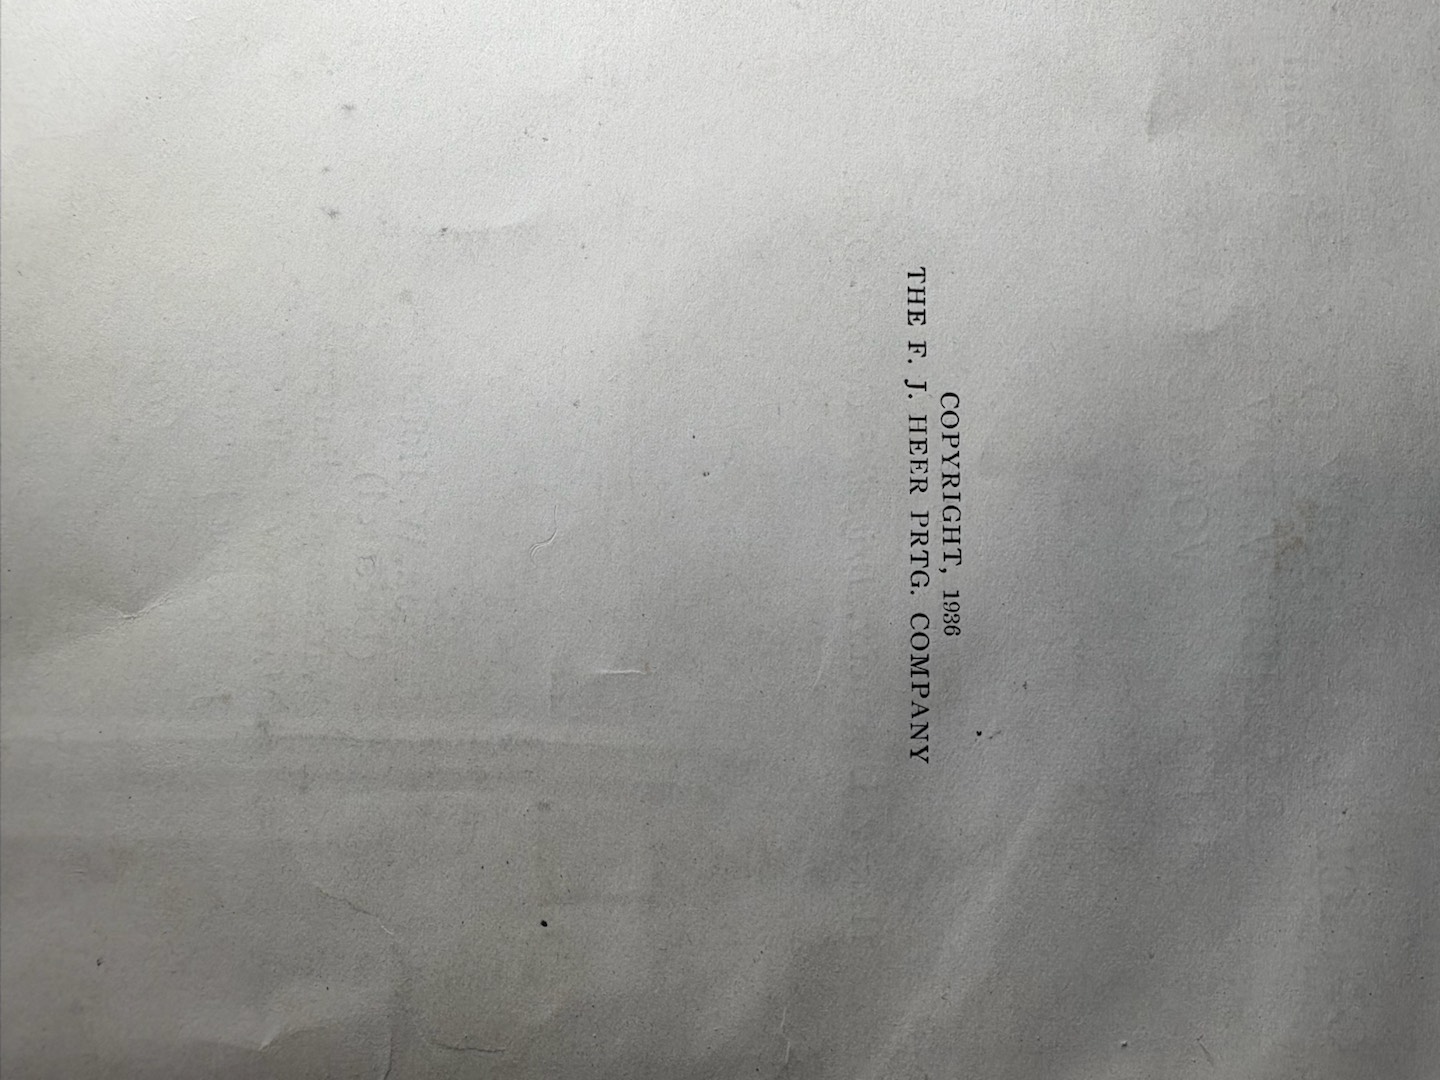 COPYRIGHT, 1936
THE F. J. HEER PRTG. COMPANY